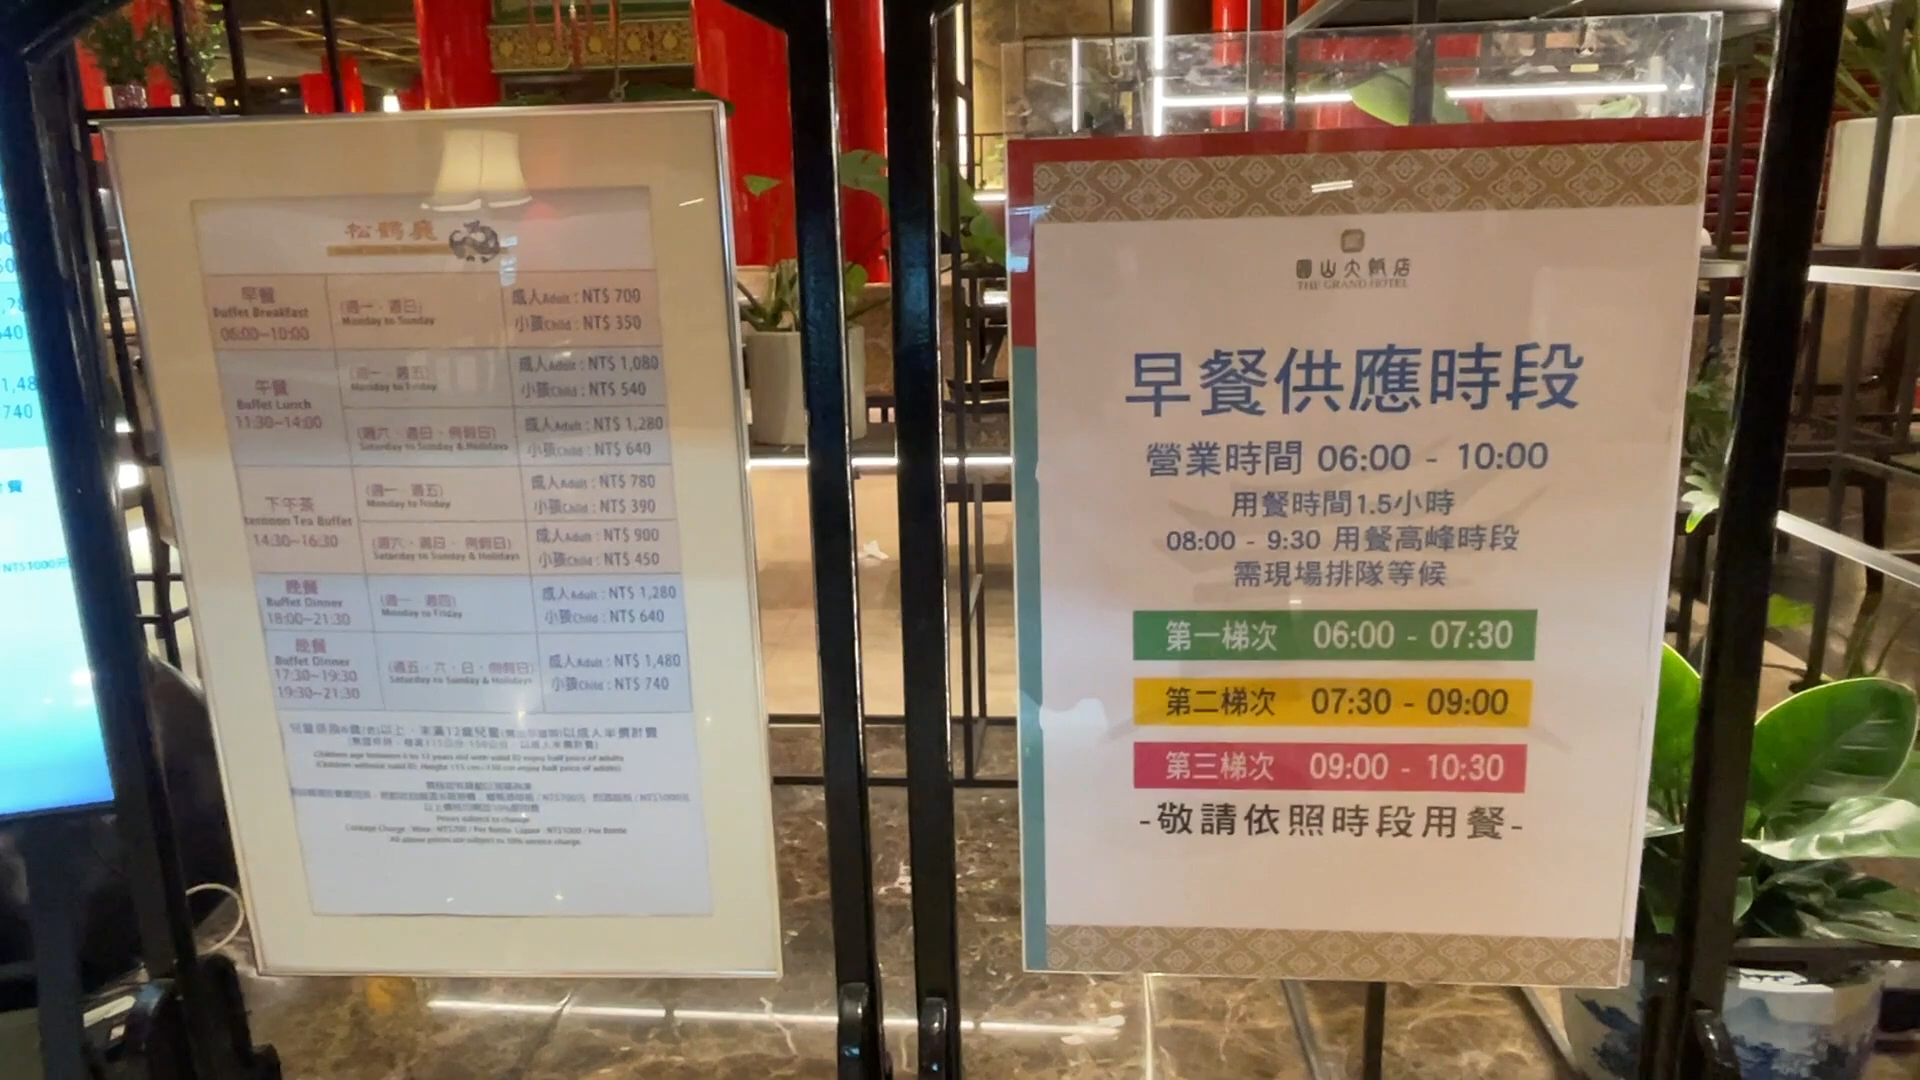 松鶴廳
早餐
Buffet Breakfast
06:00~10:00
(週一 - 週日)
Monday to Sunday
成人Adult : NT$ 700
小孩Child : NT$ 350
午餐
Buffet Lunch
11:30~14:00
(週一 - 週五)
Monday to Friday
成人Adult : NT$ 1,080
小孩Child : NT$ 540
(週六、週日、例假日)
Saturday to Sunday & Holidays
成人Adult : NT$ 1,280
小孩Child : NT$ 640
下午茶
ternoon Tea Buffet
14:30~16:30
(週一 - 週五)
Monday to Friday
成人Adult : NT$ 780
小孩Child : NT$ 390
(週六、週日、例假日)
Saturday to Sunday & Holidays
成人Adult : NT$ 900
小孩Child : NT$ 450
晚餐
Buffet Dinner
18:00~21:30
(週一 - 週四)
Monday to Friday
成人Adult : NT$ 1,280
小孩Child : NT$ 640
晚餐
Buffet Dinner
17:30~19:30
19:30~21:30
(週五、六、日、例假日)
Saturday to Sunday & Holidays
成人Adult : NT$ 1,480
小孩Child : NT$ 740
Prices subject to change
圓山大飯店
THE GRAND HOTEL
早餐供應時段
營業時間 06:00 - 10:00
用餐時間1.5小時
08:00 - 9:30 用餐高峰時段
需現場排隊等候
第一梯次 06:00 - 07:30
第二梯次 07:30 - 09:00
第三梯次 09:00 - 10:30
-敬請依照時段用餐-